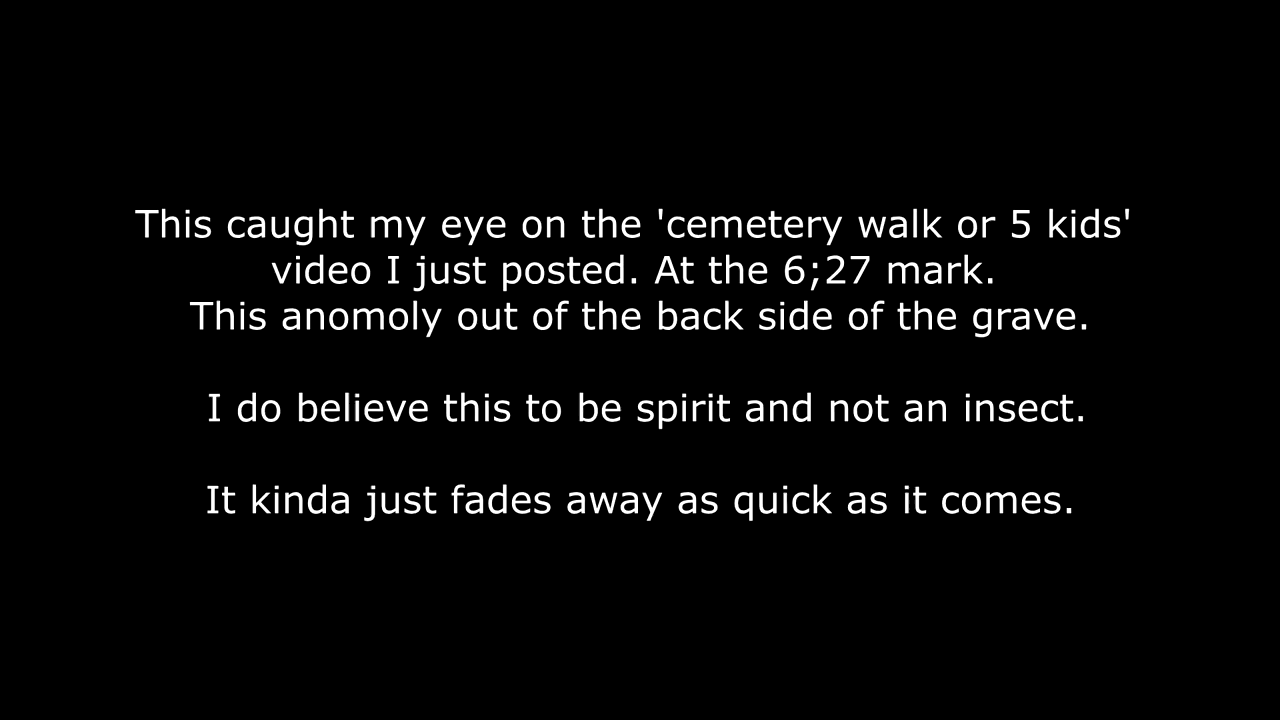 This caught my eye on the 'cemetery walk or 5 kids'
video I just posted. At the 6;27 mark.
This anomoly out of the back side of the grave.
I do believe this to be spirit and not an insect.
It kinda just fades away as quick as it comes.